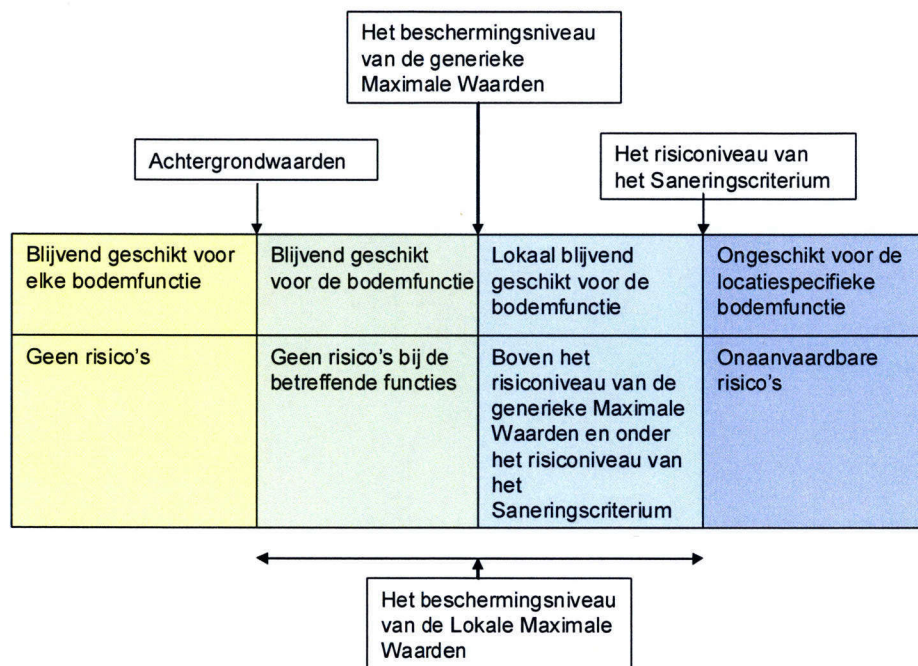 Het beschermingsniveau
van de generieke
Maximale Waarden
Achtergrondwaarden
Het risiconiveau van
het Saneringscriterium
Blijvend geschikt voor
elke bodemfunctie
Blijvend geschikt
voor de bodemfunctie
Lokaal blijvend
geschikt voor de
bodemfunctie
Ongeschikt voor de
locatiespecifieke
bodemfunctie
Geen risico's
Geen risico's bij de
betreffende functies
Boven het
risiconiveau van de
generieke Maximale
Waarden en onder
het risiconiveau van
het
Saneringscriterium
Onaanvaardbare
risico's
Het beschermingsniveau
van de Lokale Maximale
Waarden